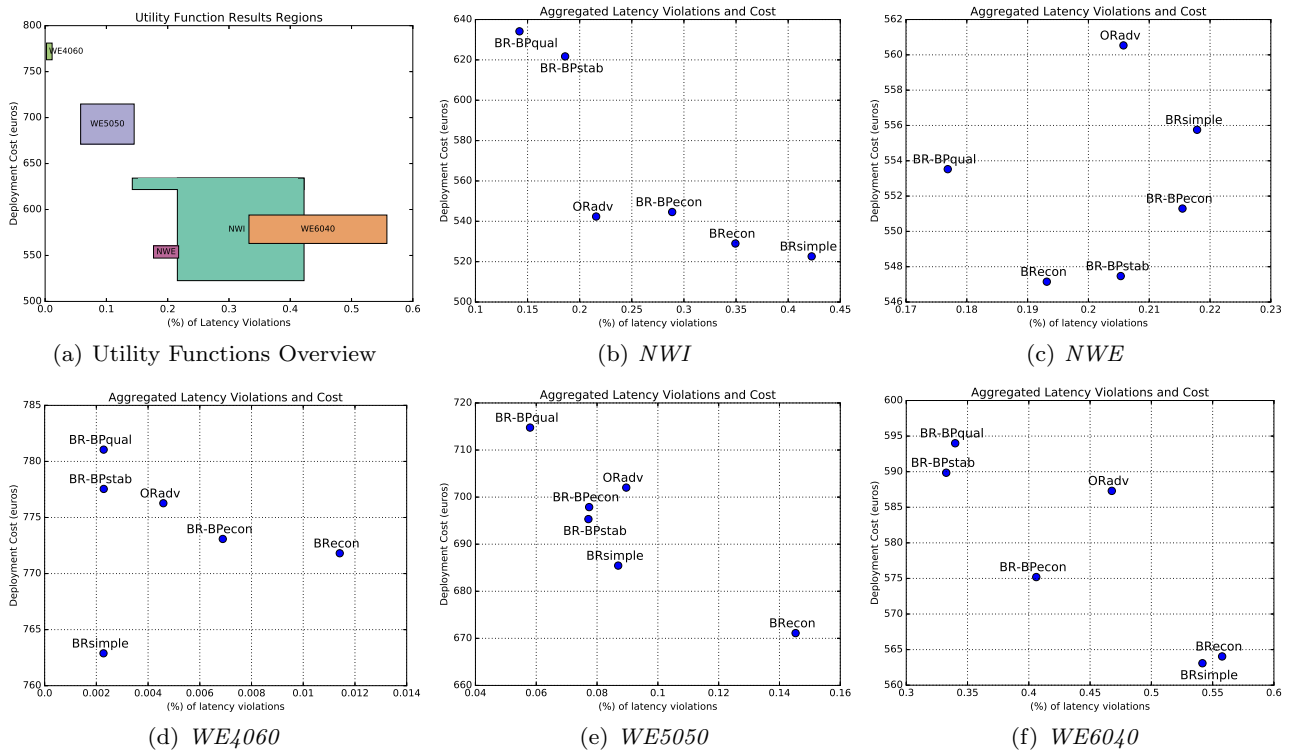 Utility Function Results Regions
800
750
700
650
600
550
500
Deployment Cost (euros)
WE4060
WE5050
NWI
WE6040
NWE
0.0
0.1
0.2
0.3
0.4
0.5
0.6
(%) of Latency Violations
(a) Utility Functions Overview
Aggregated Latency Violations and Cost
640
620
600
580
560
540
520
500
Deployment Cost (euros)
BR-BPqual
BR-BPstab
ORadv
BR-BPecon
BRecon
BRsimple
0.1
0.15
0.2
0.25
0.3
0.35
0.4
0.45
(%) of latency violations
(b) NWI
Aggregated Latency Violations and Cost
562
560
558
556
554
552
550
548
546
Deployment Cost (euros)
ORadv
BRsimple
BR-BPqual
BR-BPecon
BRecon
BR-BPstab
0.17
0.18
0.19
0.2
0.21
0.22
0.23
(%) of latency violations
(c) NWE
Aggregated Latency Violations and Cost
785
780
775
770
765
760
Deployment Cost (euros)
BR-BPqual
BR-BPstab
ORadv
BR-BPecon
BRecon
BRsimple
0.0
0.002
0.004
0.006
0.008
0.01
0.012
0.014
(%) of latency violations
(d) WE4060
Aggregated Latency Violations and Cost
720
710
700
690
680
670
660
Deployment Cost (euros)
BR-BPqual
ORadv
BR-BPecon
BR-BPstab
BRsimple
BRecon
0.04
0.06
0.08
0.1
0.12
0.14
0.16
(%) of latency violations
(e) WE5050
Aggregated Latency Violations and Cost
600
595
590
585
580
575
570
565
560
Deployment Cost (euros)
BR-BPqual
BR-BPstab
ORadv
BR-BPecon
BRecon
BRsimple
0.3
0.35
0.4
0.45
0.5
0.55
0.6
(%) of latency violations
(f) WE6040